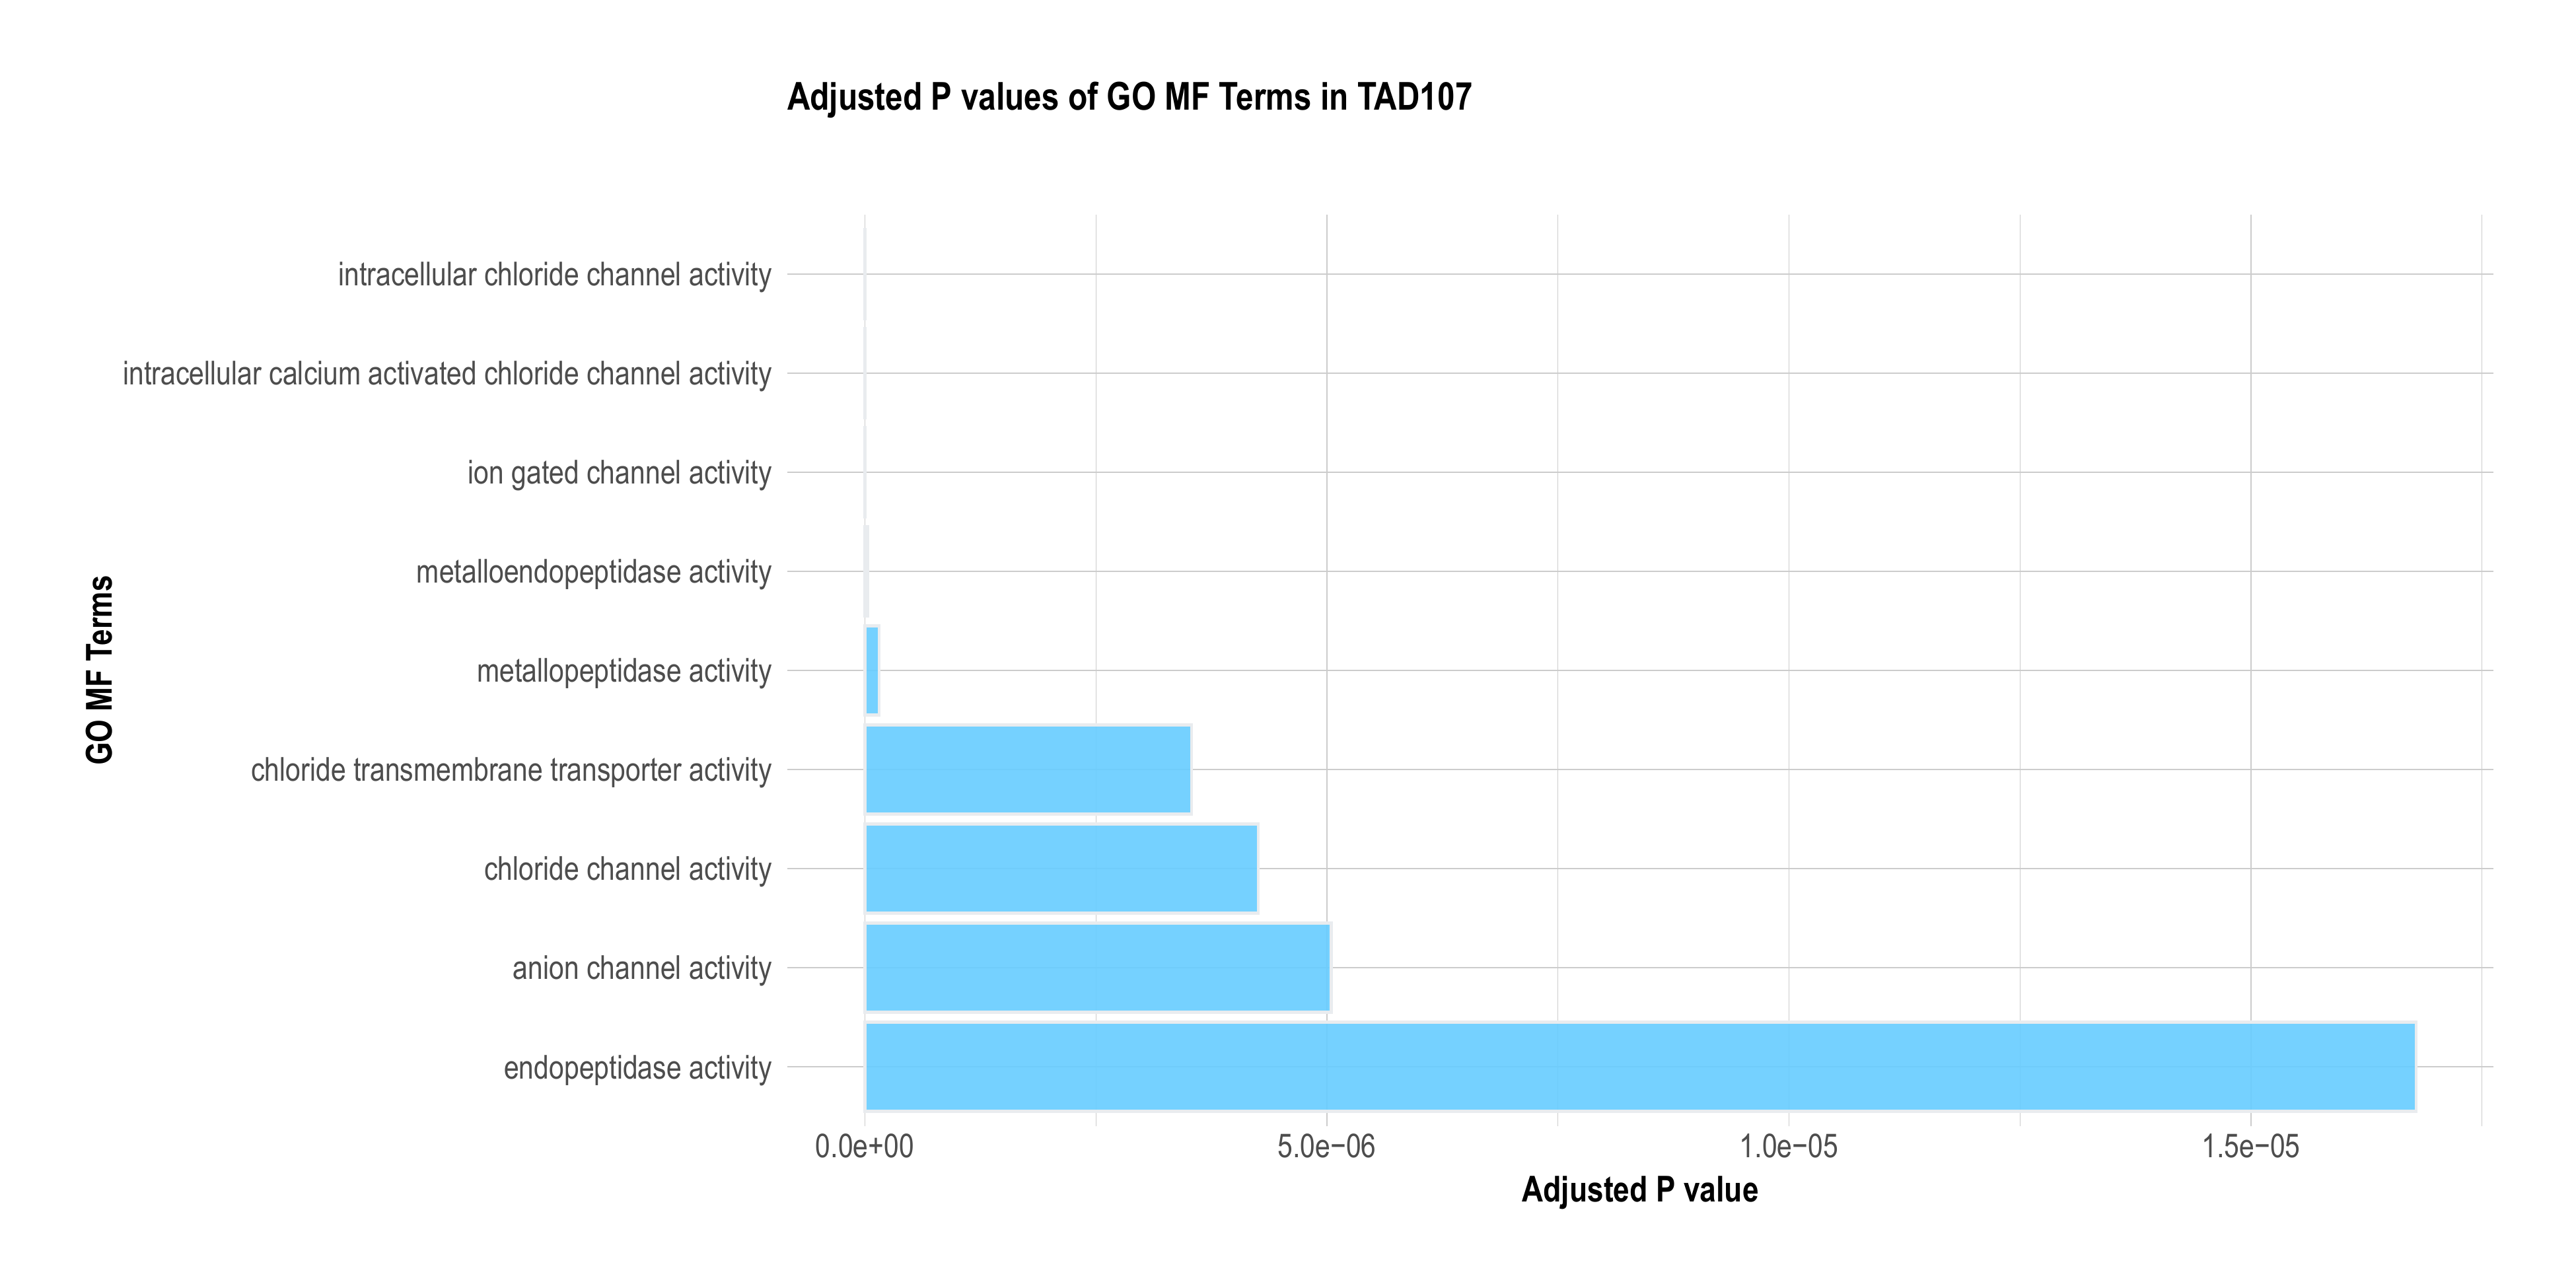 Adjusted P values of GO MF Terms in TAD107
GO MF Terms
intracellular chloride channel activity
intracellular calcium activated chloride channel activity
ion gated channel activity
metalloendopeptidase activity
metallopeptidase activity
chloride transmembrane transporter activity
chloride channel activity
anion channel activity
endopeptidase activity
0.0e+00 5.0e−06 1.0e−05 1.5e−05
Adjusted P value